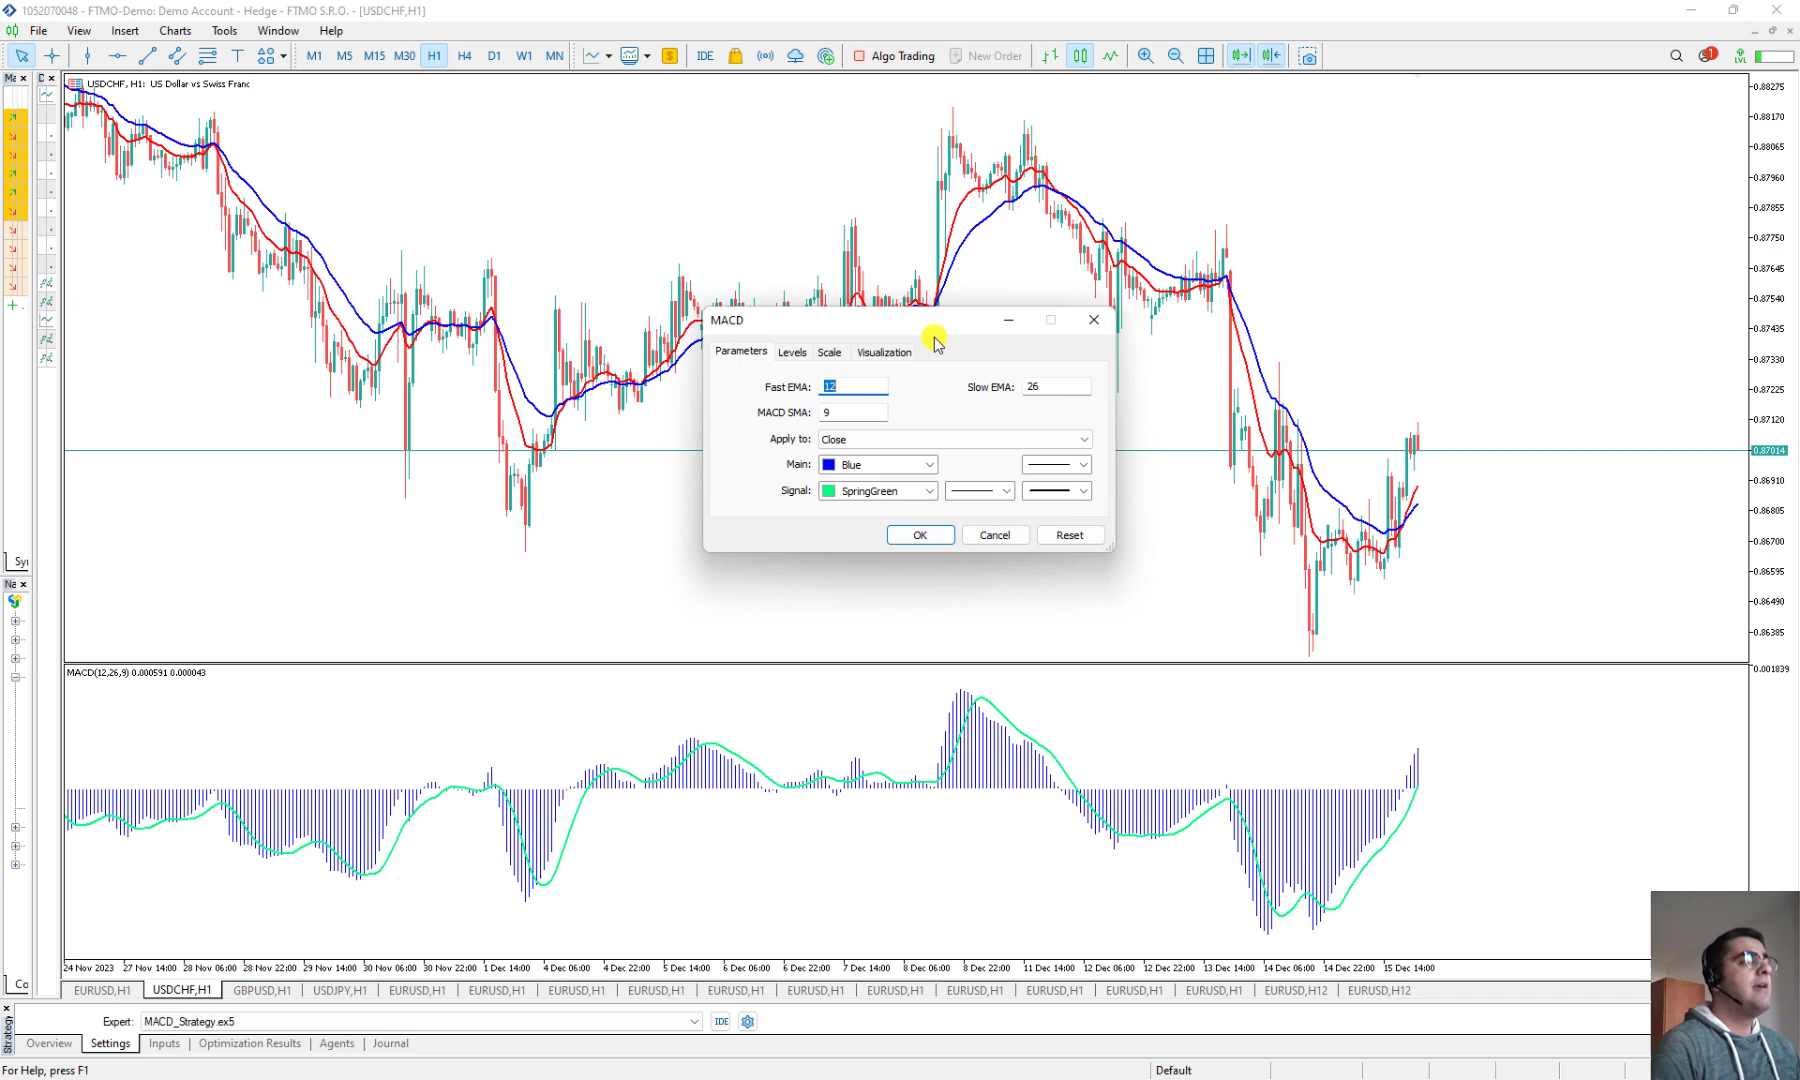 1052070048 - FTMO-Demo: Demo Account - Hedge - FTMO S.R.O. - [USDCHF,H1]
File View Insert Charts Tools Window Help
M1 M5 M15 M30 H1 H4 D1 W1 MN IDE Algo Trading New Order 1 LVL
Ma D
USDCHF, H1: US Dollar vs Swiss Franc
0.88275
0.88170
0.88065
0.87960
0.87855
0.87750
0.87645
0.87540
0.87435
0.87330
0.87225
0.87120
0.87014
0.86910
0.86805
0.86700
0.86595
0.86490
0.86385
MACD
Parameters Levels Scale Visualization
Fast EMA: 12 Slow EMA: 26
MACD SMA: 9
Apply to: Close
Main: Blue
Signal: SpringGreen
OK Cancel Reset
Syı
Na
MACD(12,26,9) 0.000591 0.000043
0.001839
24 Nov 2023 27 Nov 14:00 28 Nov 06:00 28 Nov 22:00 29 Nov 14:00 30 Nov 06:00 30 Nov 22:00 1 Dec 14:00 4 Dec 06:00 4 Dec 22:00 5 Dec 14:00 6 Dec 06:00 6 Dec 22:00 7 Dec 14:00 8 Dec 06:00 8 Dec 22:00 11 Dec 14:00 12 Dec 06:00 12 Dec 22:00 13 Dec 14:00 14 Dec 06:00 14 Dec 22:00 15 Dec 14:00
Co
EURUSD,H1 USDCHF,H1 GBPUSD,H1 USDJPY,H1 EURUSD,H1 EURUSD,H1 EURUSD,H1 EURUSD,H1 EURUSD,H1 EURUSD,H1 EURUSD,H1 EURUSD,H1 EURUSD,H1 EURUSD,H1 EURUSD,H1 EURUSD,H12 EURUSD,H12
Strategy
Expert: MACD_Strategy.ex5 IDE
Overview Settings Inputs Optimization Results Agents Journal
For Help, press F1 Default